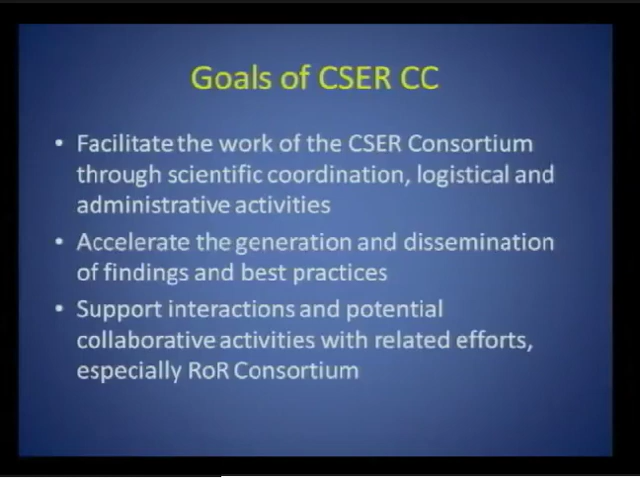 Goals of CSER CC
• Facilitate the work of the CSER Consortium
through scientific coordination, logistical and
administrative activities
• Accelerate the generation and dissemination
of findings and best practices
• Support interactions and potential
collaborative activities with related efforts,
especially RoR Consortium